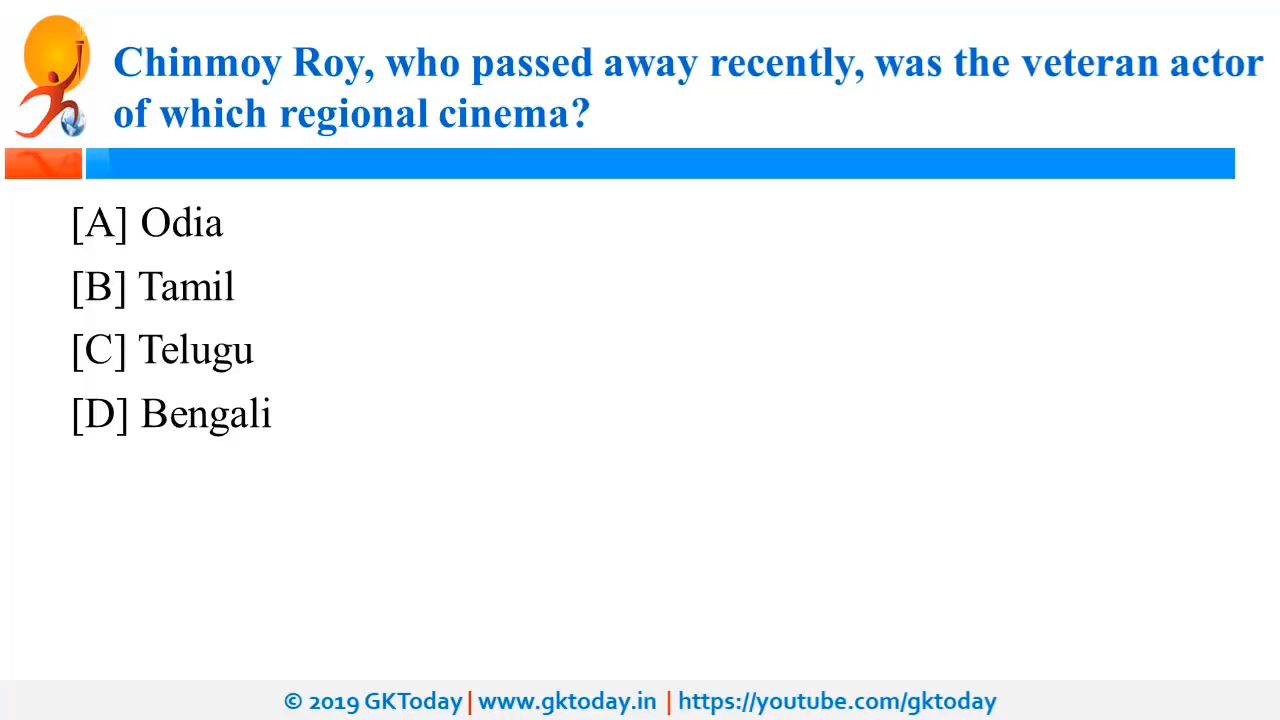 Chinmoy Roy, who passed away recently, was the veteran actor
of which regional cinema?
[A] Odia
[B] Tamil
[C] Telugu
[D] Bengali
© 2019 GKToday | www.gktoday.in | https://youtube.com/gktoday